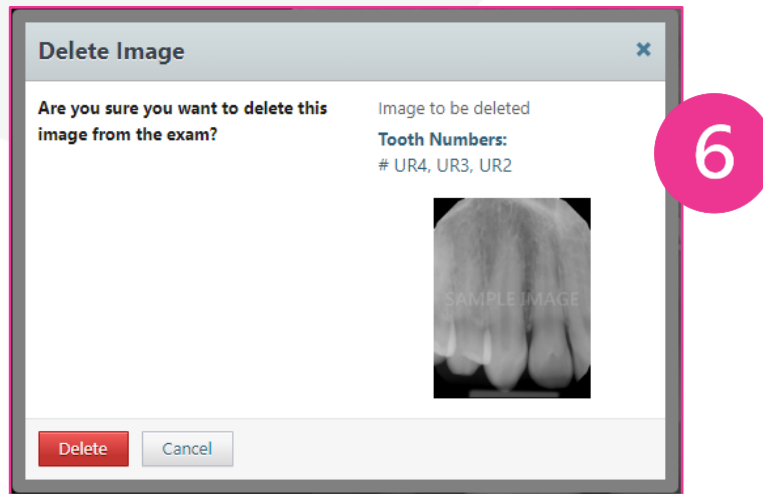 Delete Image
×
Are you sure you want to delete this
image from the exam?
Image to be deleted
Tooth Numbers:
# UR4, UR3, UR2
SAMPLE IMAGE
Delete
Cancel
6